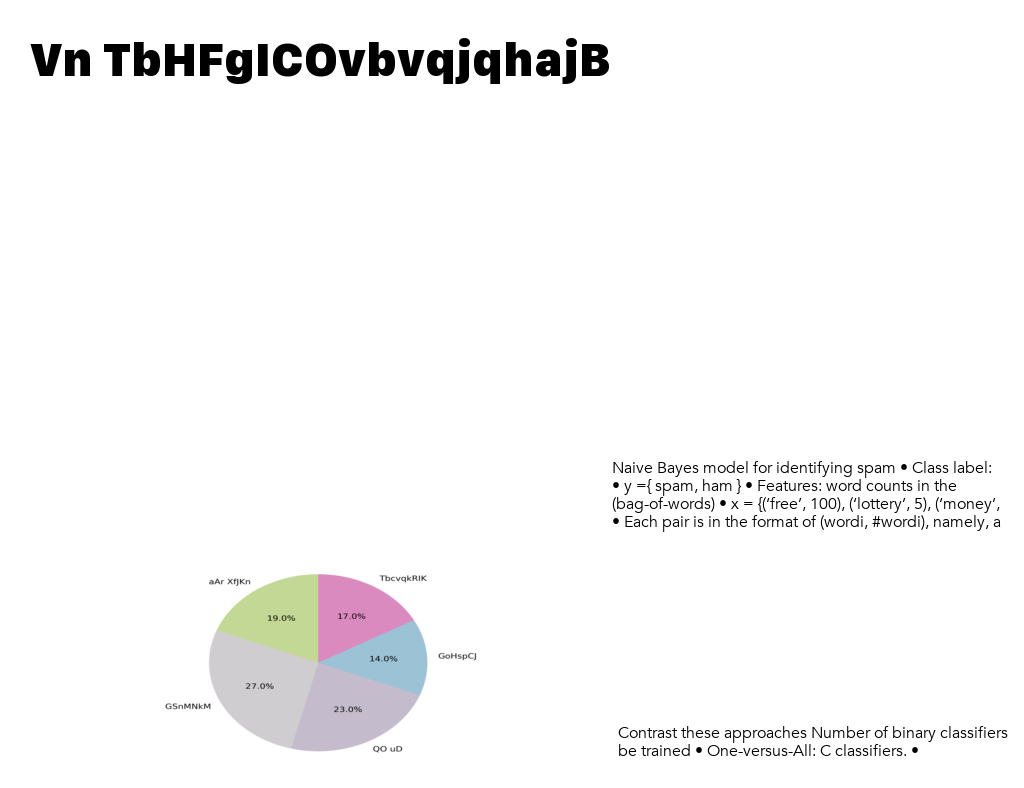 Vn TbHFgICOvbvqjqhajB
Naive Bayes model for identifying spam • Class label:
• y ={ spam, ham } • Features: word counts in the
(bag-of-words) • x = {(‘free’, 100), (‘lottery’, 5), (‘money’,
• Each pair is in the format of (wordi, #wordi), namely, a
aAr XfJKn
TbcvqkRIK
19.0%
17.0%
GoHspCJ
14.0%
27.0%
GSnMNkM
23.0%
QO uD
Contrast these approaches Number of binary classifiers
be trained • One-versus-All: C classifiers. •